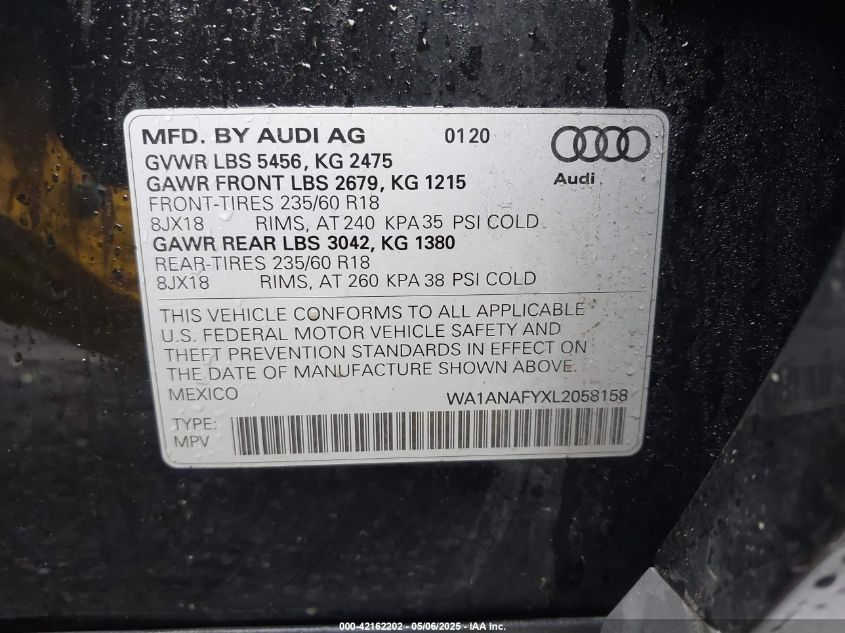 MFD. BY AUDI AG 0120
GVWR LBS 5456, KG 2475
GAWR FRONT LBS 2679, KG 1215
Audi
FRONT-TIRES 235/60 R18
8JX18 RIMS, AT 240 KPA 35 PSI COLD
GAWR REAR LBS 3042, KG 1380
REAR-TIRES 235/60 R18
8JX18 RIMS, AT 260 KPA 38 PSI COLD
THIS VEHICLE CONFORMS TO ALL APPLICABLE
U.S. FEDERAL MOTOR VEHICLE SAFETY AND
THEFT PREVENTION STANDARDS IN EFFECT ON
THE DATE OF MANUFACTURE SHOWN ABOVE.
MEXICO WA1ANAFYXL2058158
TYPE:
MPV
000-42162202 - 05/06/2025 - IAA Inc.